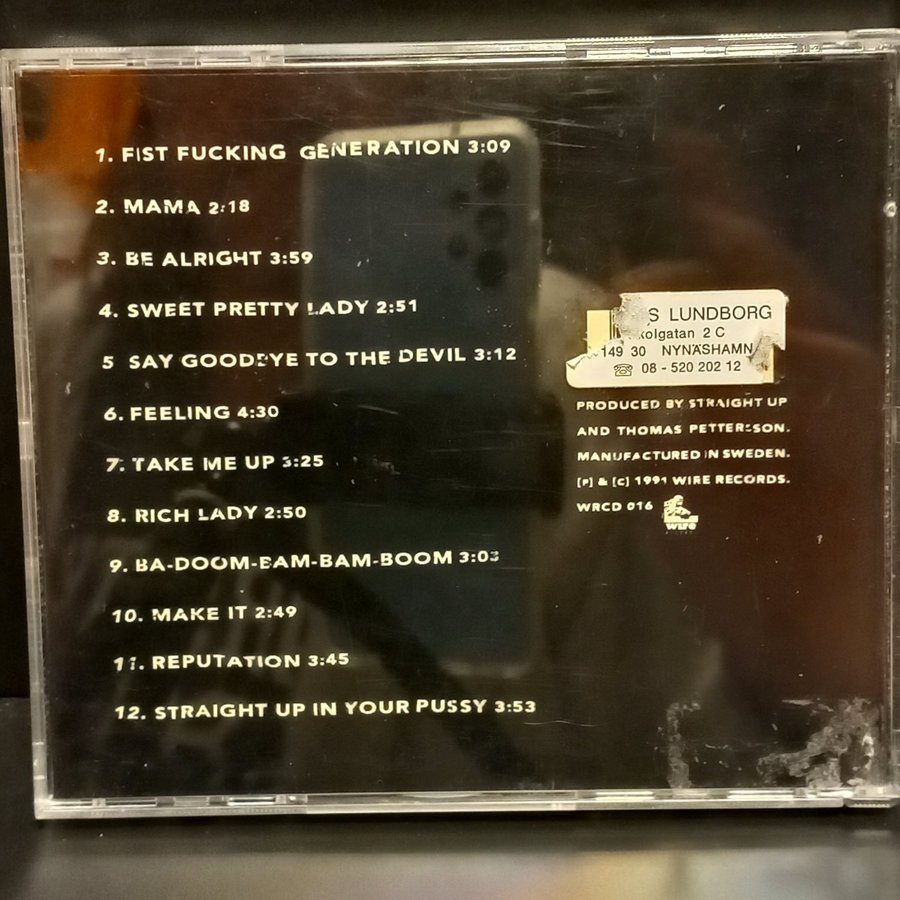 1. FIST FUCKING GENERATION 3:09
2. MAMA 2:18
3. BE ALRIGHT 3:59
4. SWEET PRETTY LADY 2:51
5 SAY GOODBYE TO THE DEVIL 3:12
6. FEELING 4:30
7. TAKE ME UP 3:25
8. RICH LADY 2:50
9. BA-DOOM-BAM-BAM-BOOM 3:03
10. MAKE IT 2:49
11. REPUTATION 3:45
12. STRAIGHT UP IN YOUR PUSSY 3:53
LUNDBORG
2 C
149 30 NYNÄSHAMN
☎ 08 - 520 202 12
PRODUCED BY STRAIGHT UP
AND THOMAS PETTERSSON.
MANUFACTURED IN SWEDEN.
(P) & (C) 1991 WIRE RECORDS.
WRCD 016
wire